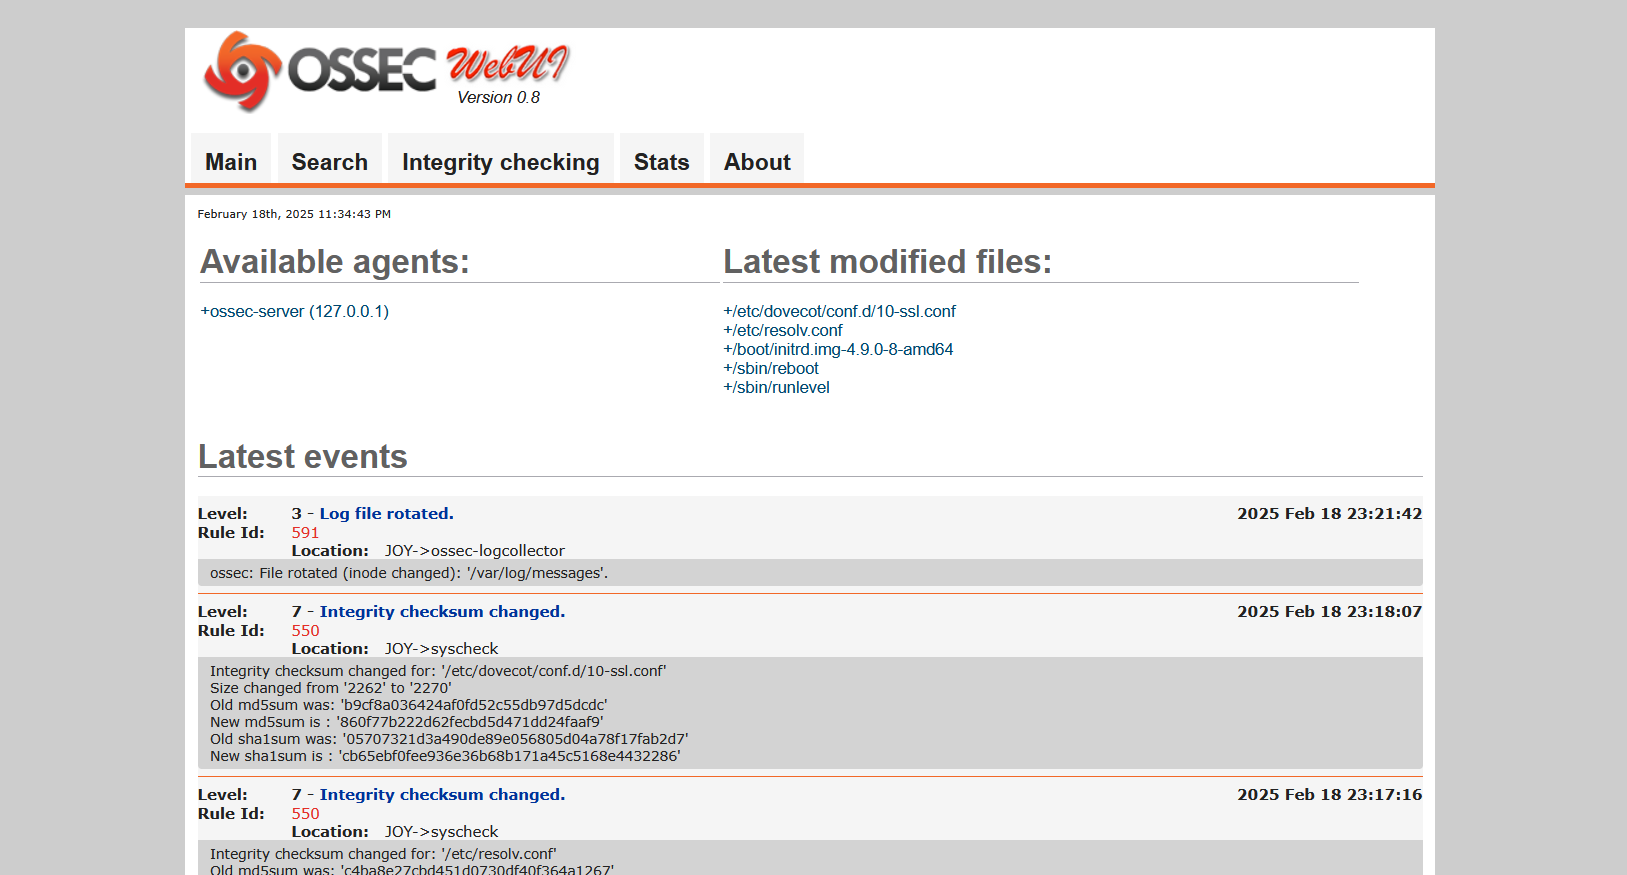 OSSEC WebUI
Version 0.8
Main Search Integrity checking Stats About
February 18th, 2025 11:34:43 PM
Available agents:
+ossec-server (127.0.0.1)
Latest modified files:
+/etc/dovecot/conf.d/10-ssl.conf
+/etc/resolv.conf
+/boot/initrd.img-4.9.0-8-amd64
+/sbin/reboot
+/sbin/runlevel
Latest events
Level: 3 - Log file rotated. 2025 Feb 18 23:21:42
Rule Id: 591
Location: JOY->ossec-logcollector
ossec: File rotated (inode changed): '/var/log/messages'.
Level: 7 - Integrity checksum changed. 2025 Feb 18 23:18:07
Rule Id: 550
Location: JOY->syscheck
Integrity checksum changed for: '/etc/dovecot/conf.d/10-ssl.conf'
Size changed from '2262' to '2270'
Old md5sum was: 'b9cf8a036424af0fd52c55db97d5dcdc'
New md5sum is : '860f77b222d62fecbd5d471dd24faaf9'
Old sha1sum was: '05707321d3a490de89e056805d04a78f17fab2d7'
New sha1sum is : 'cb65ebf0fee936e36b68b171a45c5168e4432286'
Level: 7 - Integrity checksum changed. 2025 Feb 18 23:17:16
Rule Id: 550
Location: JOY->syscheck
Integrity checksum changed for: '/etc/resolv.conf'
Old md5sum was: 'c4ba8e27cbd451d0730df40f364a1267'